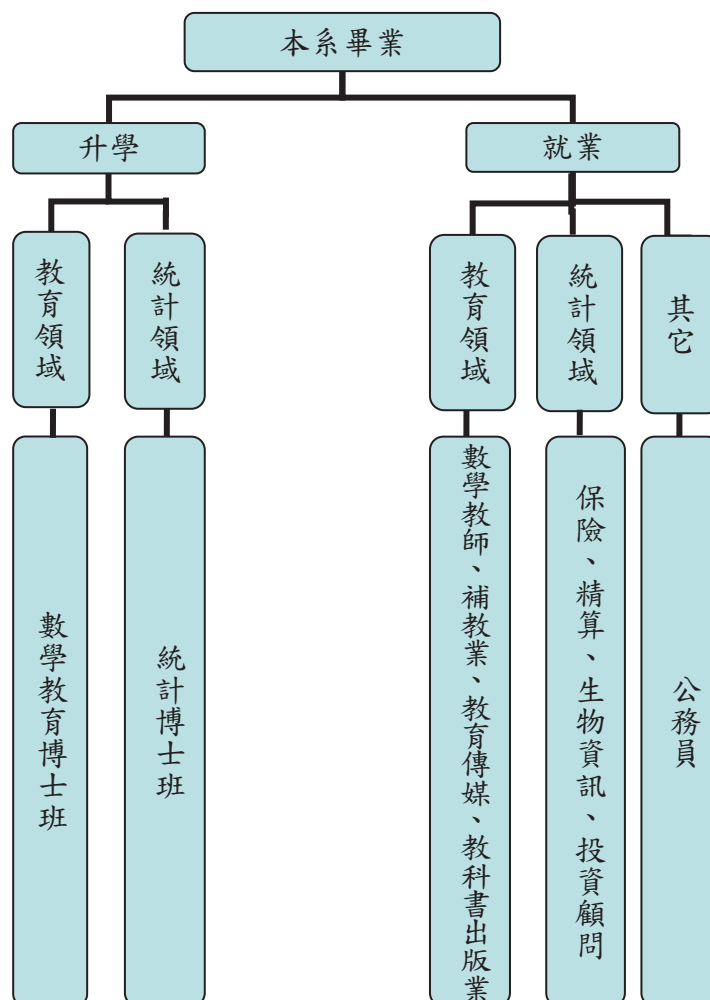 本系畢業
升學
就業
教育領域
統計領域
教育領域
統計領域
其它
數學教育博士班
統計博士班
數學教師、補教業、教育傳媒、教科書出版業
保險、精算、生物資訊、投資顧問
公務員